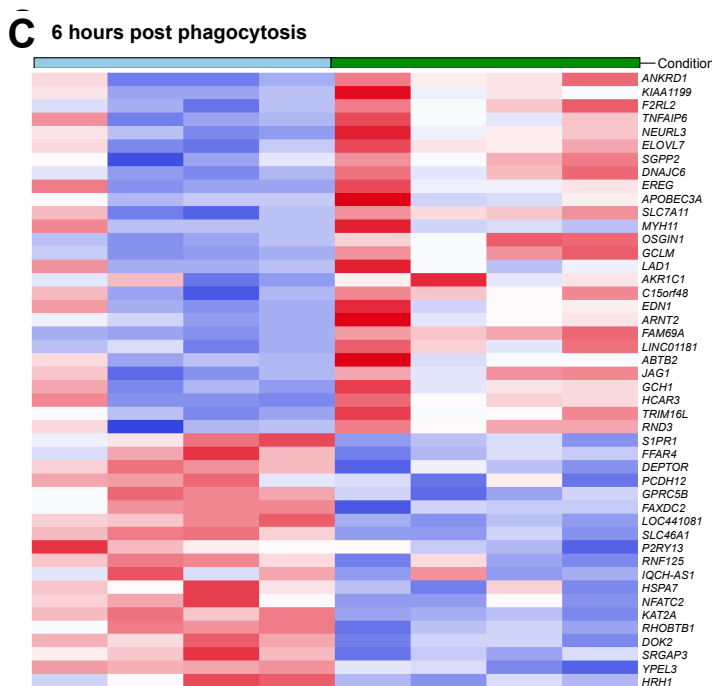 C 6 hours post phagocytosis
Condition
ANKRD1
KIAA1199
F2RL2
TNFAIP6
NEURL3
ELOVL7
SGPP2
DNAJC6
EREG
APOBEC3A
SLC7A11
MYH11
OSGIN1
GCLM
LAD1
AKR1C1
C15orf48
EDN1
ARNT2
FAM69A
LINC01181
ABTB2
JAG1
GCH1
HCAR3
TRIM16L
RND3
S1PR1
FFAR4
DEPTOR
PCDH12
GPRC5B
FAXDC2
LOC441081
SLC46A1
P2RY13
RNF125
IQCH-AS1
HSPA7
NFATC2
KAT2A
RHOBTB1
DOK2
SRGAP3
YPEL3
HRH1